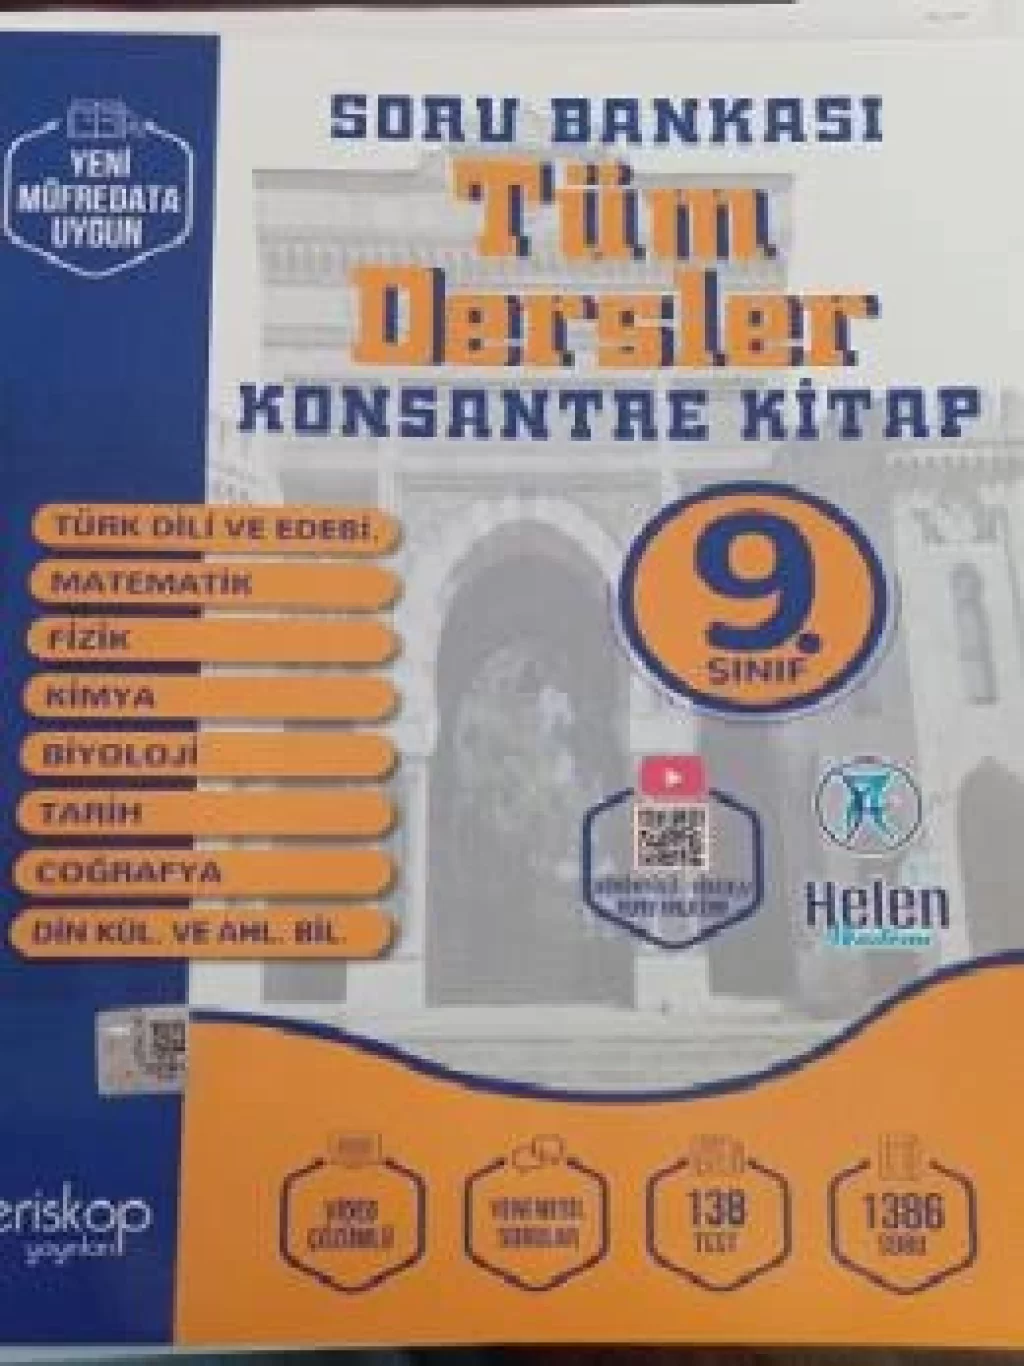 YENİ
MÜFREDATA
UYGUN
SORU BANKASI
Tüm
Dersler
KONSANTRE KİTAP
9.
SINIF
TÜRK DİLİ VE EDEBİ.
MATEMATİK
FİZİK
KİMYA
BİYOLOJİ
TARİH
COĞRAFYA
DİN KÜL. VE AHL. BİL.
Helen
Akademi
eriskop
yayınları
VİDEO
ÇÖZÜMLÜ
YENİ NESİL
SORULAR
138
TEST
1386
SORU